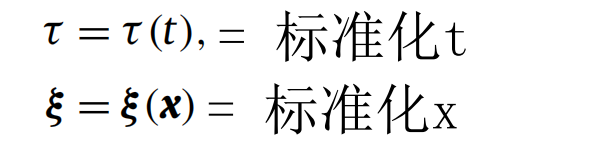 τ = τ(t), = 标准化t
ξ = ξ(x) = 标准化x